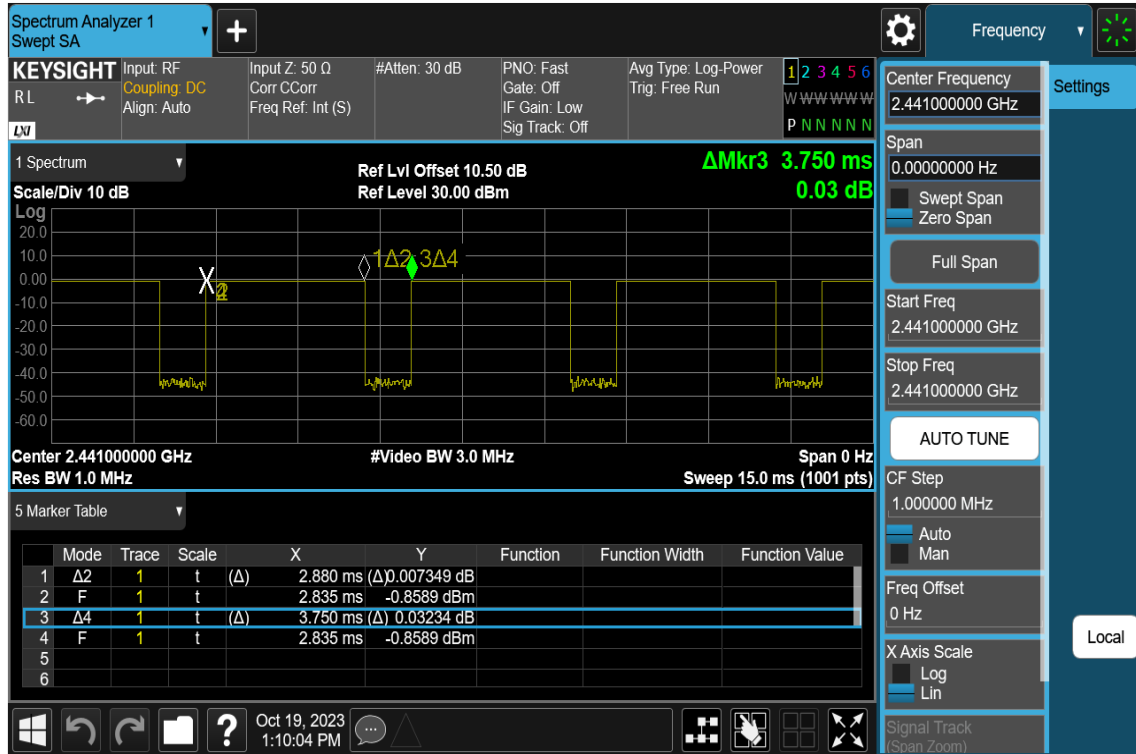 Spectrum Analyzer 1
Swept SA
Frequency
KEYSIGHT
R L
LXI
Input: RF
Coupling: DC
Align: Auto
Input Z: 50 Ω
Corr CCorr
Freq Ref: Int (S)
#Atten: 30 dB
PNO: Fast
Gate: Off
IF Gain: Low
Sig Track: Off
Avg Type: Log-Power
Trig: Free Run
1 2 3 4 5 6
W W W W W W
P N N N N N
1 Spectrum
Scale/Div 10 dB
Ref Lvl Offset 10.50 dB
Ref Level 30.00 dBm
ΔMkr3 3.750 ms
0.03 dB
Log
20.0
10.0
0.00
-10.0
-20.0
-30.0
-40.0
-50.0
-60.0
1Δ2 3Δ4
Center 2.441000000 GHz
#Video BW 3.0 MHz
Span 0 Hz
Res BW 1.0 MHz
Sweep 15.0 ms (1001 pts)
5 Marker Table
Mode Trace Scale X Y Function Function Width Function Value
1 Δ2 1 t (Δ) 2.880 ms (Δ)0.007349 dB
2 F 1 t 2.835 ms -0.8589 dBm
3 Δ4 1 t (Δ) 3.750 ms (Δ) 0.03234 dB
4 F 1 t 2.835 ms -0.8589 dBm
5
6
Oct 19, 2023
1:10:04 PM
Center Frequency
2.441000000 GHz
Span
0.00000000 Hz
Swept Span
Zero Span
Full Span
Start Freq
2.441000000 GHz
Stop Freq
2.441000000 GHz
AUTO TUNE
CF Step
1.000000 MHz
Auto
Man
Freq Offset
0 Hz
X Axis Scale
Log
Lin
Signal Track
(Span Zoom)
Settings
Local